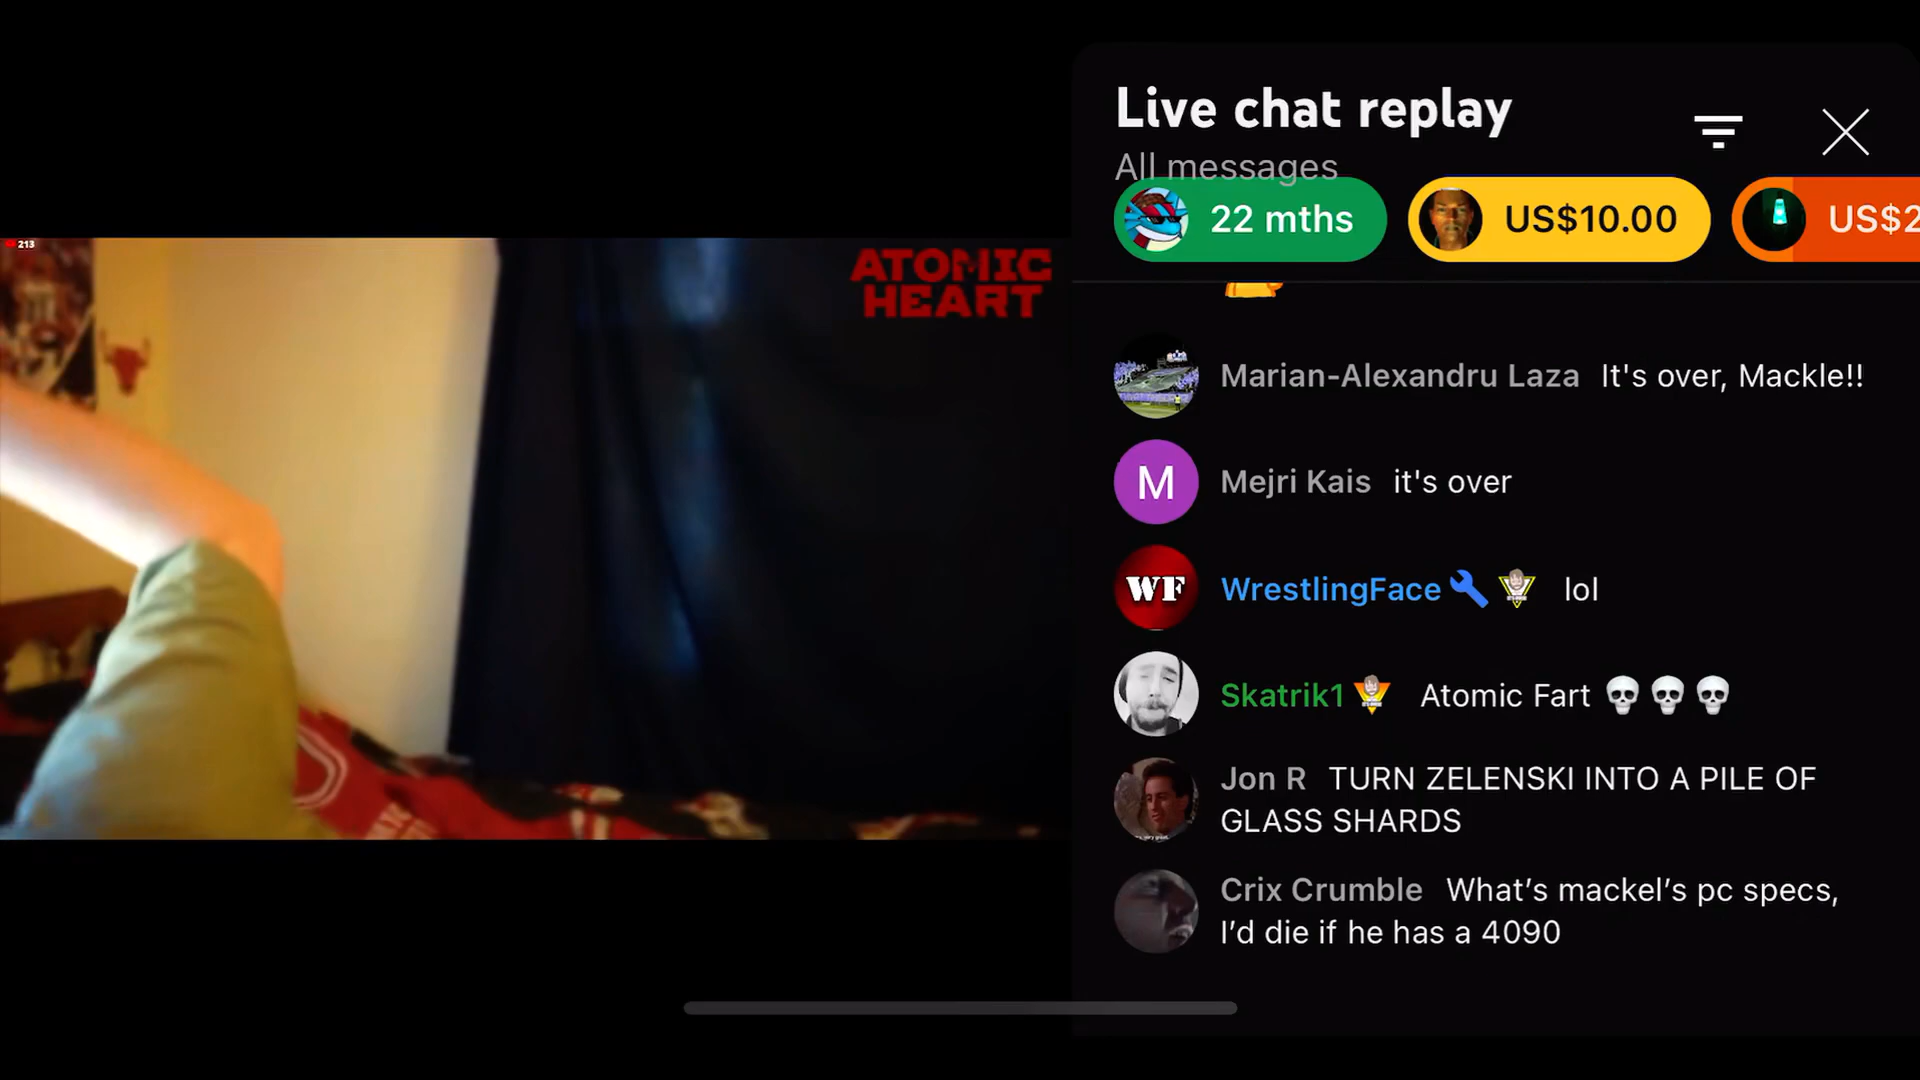 213
ATOMIC
HEART
Live chat replay
All messages
22 mths
US$10.00
US$2
Marian-Alexandru Laza It's over, Mackle!!
M
Mejri Kais it's over
WF
WrestlingFace lol
Skatrik1 Atomic Fart 💀💀💀
Jon R TURN ZELENSKI INTO A PILE OF
GLASS SHARDS
Crix Crumble What’s mackel’s pc specs,
I’d die if he has a 4090